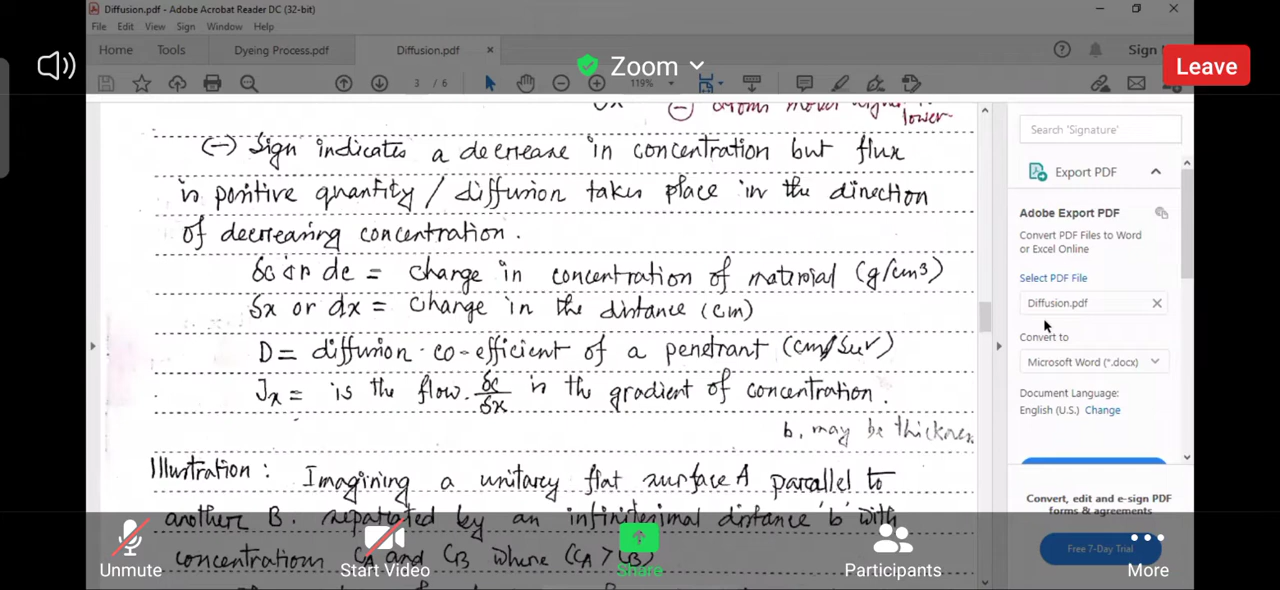 Diffusion.pdf - Adobe Acrobat Reader DC (32-bit)
File Edit View Sign Window Help
Home Tools Dyeing Process.pdf Diffusion.pdf × Sign
Zoom
Leave
3 / 6 119%
(-) atoms
lower
(-) Sign indicates a decrease in concentration but flux
is positive quantity / diffusion takes place in the direction
of decreasing concentration.
δc or dc = change in concentration of material (g/cm³)
δx or dx = change in the distance (cm)
D = diffusion co-efficient of a penetrant
Jx = is the flow. δc/δx is the gradient of concentration.
b, may be thickness
Illustration: Imagining a unitary flat surface A parallel to
another B. separated by an infinitesimal distance 'b' with
concentrations CA and CB where (CA > CB)
Search 'Signature'
Export PDF
Adobe Export PDF
Convert PDF Files to Word
or Excel Online
Select PDF File
Diffusion.pdf ×
Convert to
Microsoft Word (*.docx)
Document Language:
English (U.S.) Change
Convert, edit and e-sign PDF
forms & agreements
Free 7-Day Trial
Unmute Start Video Share Participants More